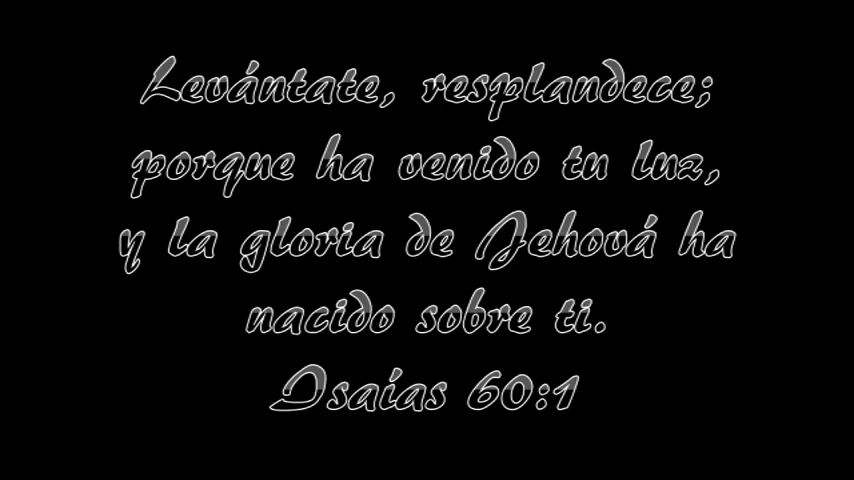 Levántate, resplandece;
porque ha venido tu luz,
y la gloria de Jehová ha
nacido sobre ti.
Isaías 60:1